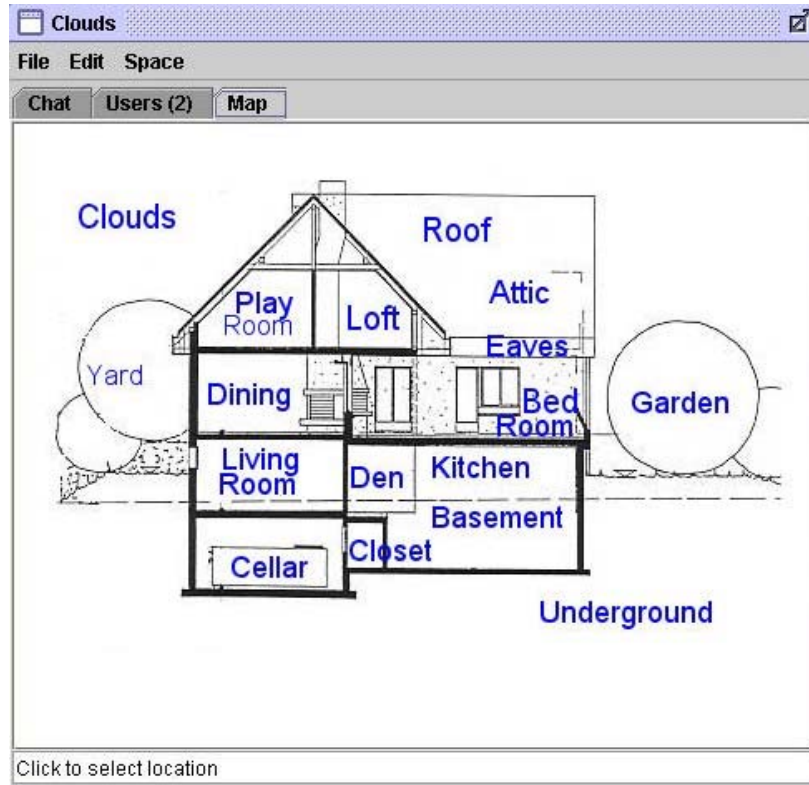 Clouds
File Edit Space
Chat Users (2) Map
Clouds
Roof
Attic
Play
Room
Loft
Eaves
Yard
Dining
Bed
Room
Garden
Living
Room
Den
Kitchen
Basement
Closet
Cellar
Underground
Click to select location